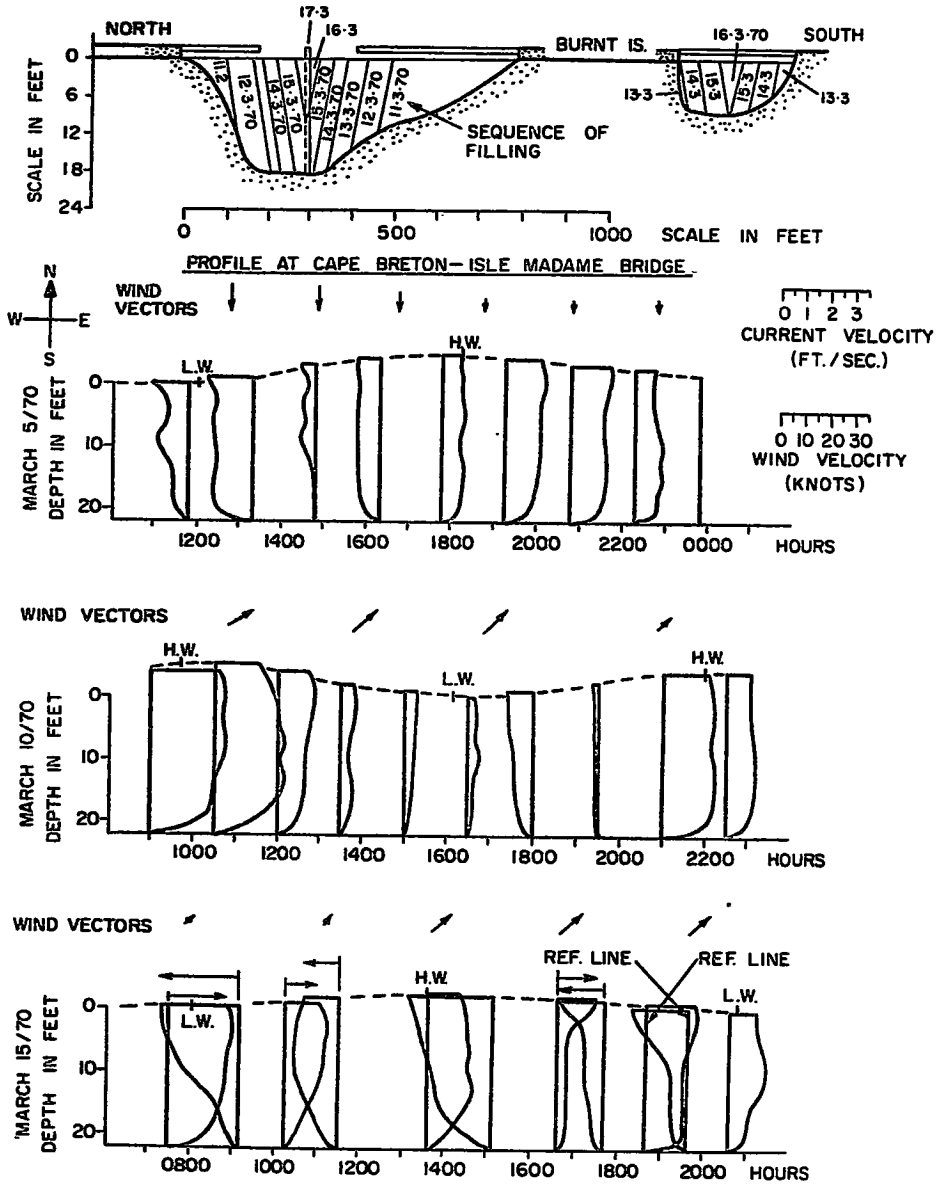 17·3
16·3
NORTH
BURNT IS.
16·3·70
SOUTH
SCALE IN FEET
0
6
12
18
24
11·2
12·3·70
14·3·70
15·3·70
15·3·70
14·3·70
13·3·70
12·3·70
11·3·70
SEQUENCE OF
FILLING
13·3
14·3
15·3
15·3
14·3
13·3
0 500 1000 SCALE IN FEET
PROFILE AT CAPE BRETON-ISLE MADAME BRIDGE
N
W E
S
WIND
VECTORS
0 1 2 3
CURRENT VELOCITY
(FT./SEC.)
0 10 20 30
WIND VELOCITY
(KNOTS)
MARCH 5/70
DEPTH IN FEET
0
10
20
L.W.
H.W.
1200 1400 1600 1800 2000 2200 0000 HOURS
WIND VECTORS
MARCH 10/70
DEPTH IN FEET
0
10
20
H.W.
L.W.
H.W.
1000 1200 1400 1600 1800 2000 2200 HOURS
WIND VECTORS
MARCH 15/70
DEPTH IN FEET
0
10
20
L.W.
H.W.
REF. LINE
REF. LINE
L.W.
0800 1000 1200 1400 1600 1800 2000 HOURS